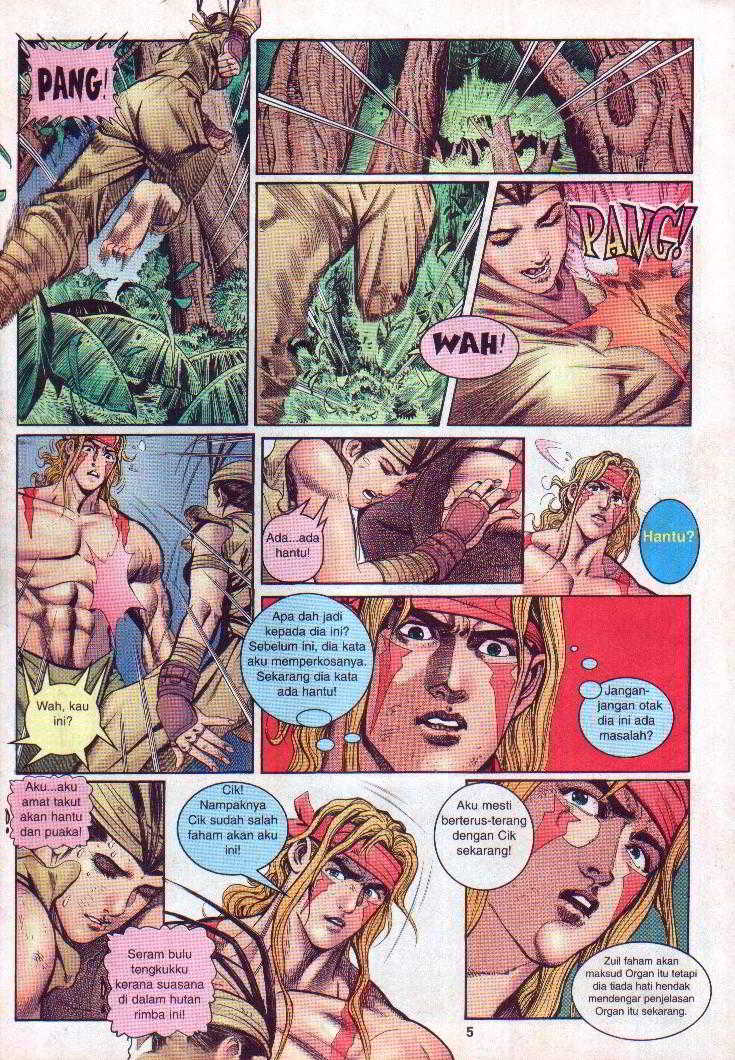 PANG!
PANG!
WAH!
Wah, kau
ini?
Ada...ada
hantu!
Hantu?
Apa dah jadi
kepada dia ini?
Sebelum ini, dia kata
aku memperkosanya.
Sekarang dia kata
ada hantu!
Jangan-
jangan otak
dia ini ada
masalah?
Aku...aku
amat takut
akan hantu
dan puaka!
Seram bulu
tengkukku
kerana suasana
di dalam hutan
rimba ini!
Cik!
Nampaknya
Cik sudah salah
faham akan aku
ini!
Aku mesti
berterus-terang
dengan Cik
sekarang!
Zuil faham akan
maksud Organ itu tetapi
dia tiada hati hendak
mendengar penjelasan
Organ itu sekarang.
5